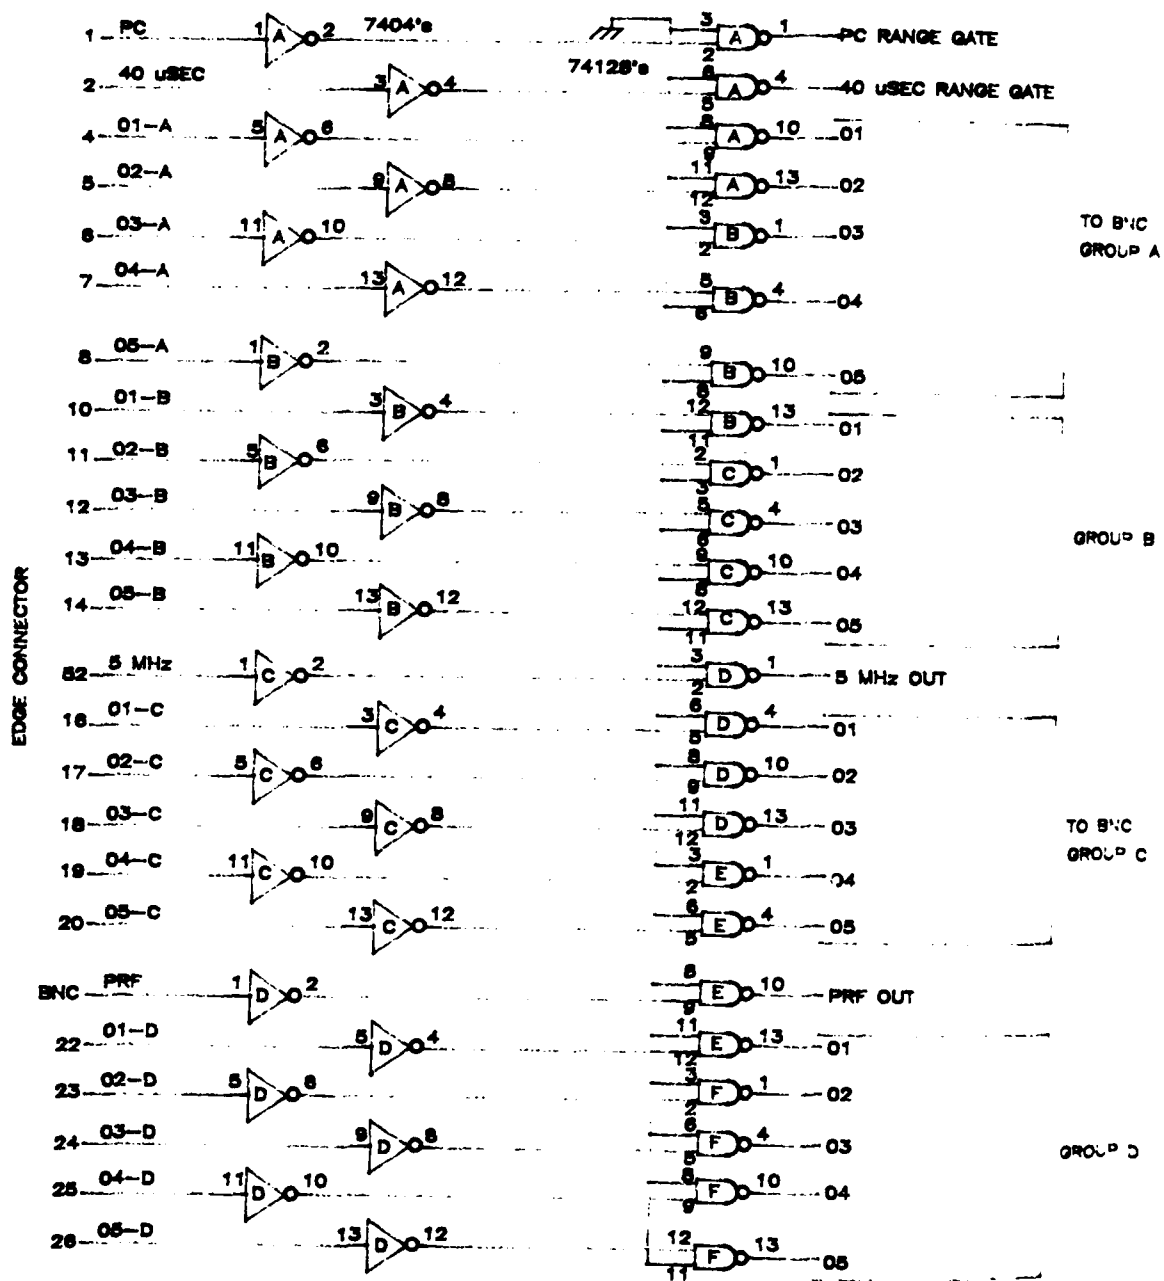 1 PC 1 A 2 7404's 3 2 A 1 PC RANGE GATE
74128's
2 40 uSEC 3 A 4 6 5 A 4 40 uSEC RANGE GATE
4 01-A 5 A 6 8 9 A 10 01
5 02-A 9 A 8 11 12 A 13 02
6 03-A 11 A 10 3 2 B 1 03
TO BNC
GROUP A
7 04-A 13 A 12 5 6 B 4 04
8 05-A 1 B 2 9 8 B 10 05
10 01-B 3 B 4 12 11 B 13 01
11 02-B 5 B 6 2 3 C 1 02
12 03-B 9 B 8 C 4 03
GROUP B
13 04-B 11 B 10 C 10 04
14 05-B 13 B 12 12 11 C 13 05
EDGE CONNECTOR
52 5 MHz 1 C 2 3 2 D 1 5 MHz OUT
16 01-C 3 C 4 6 5 D 4 01
17 02-C 5 C 6 8 9 D 10 02
18 03-C 9 C 8 11 12 D 13 03
TO BNC
GROUP C
19 04-C 11 C 10 3 2 E 1 04
20 05-C 13 C 12 6 5 E 4 05
BNC PRF 1 D 2 8 9 E 10 PRF OUT
22 01-D 5 D 4 11 12 E 13 01
23 02-D 5 D 6 3 2 F 1 02
24 03-D 9 D 8 6 5 F 4 03
GROUP D
25 04-D 11 D 10 8 9 F 10 04
26 05-D 13 D 12 12 11 F 13 05